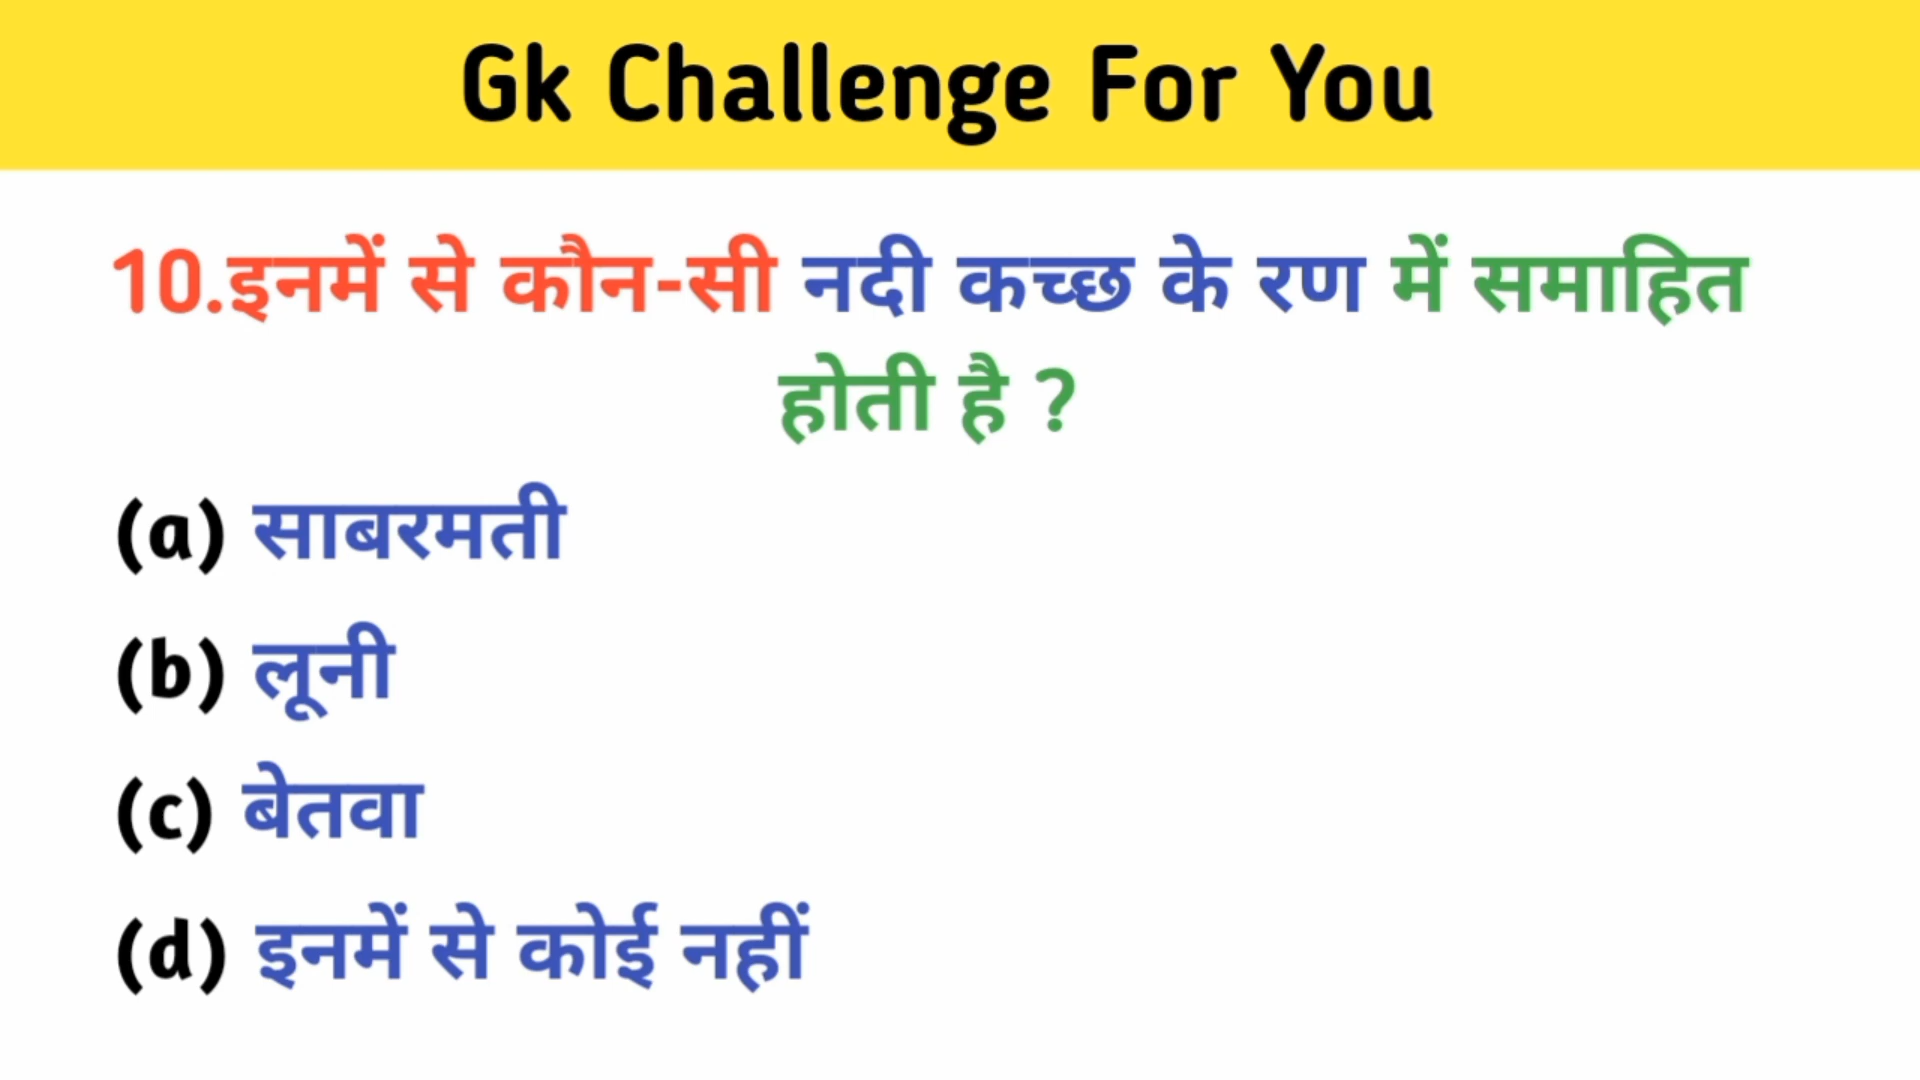 Gk Challenge For You
10.इनमें से कौन-सी नदी कच्छ के रण में समाहित
होती है ?
(a) साबरमती
(b) लूनी
(c) बेतवा
(d) इनमें से कोई नहीं